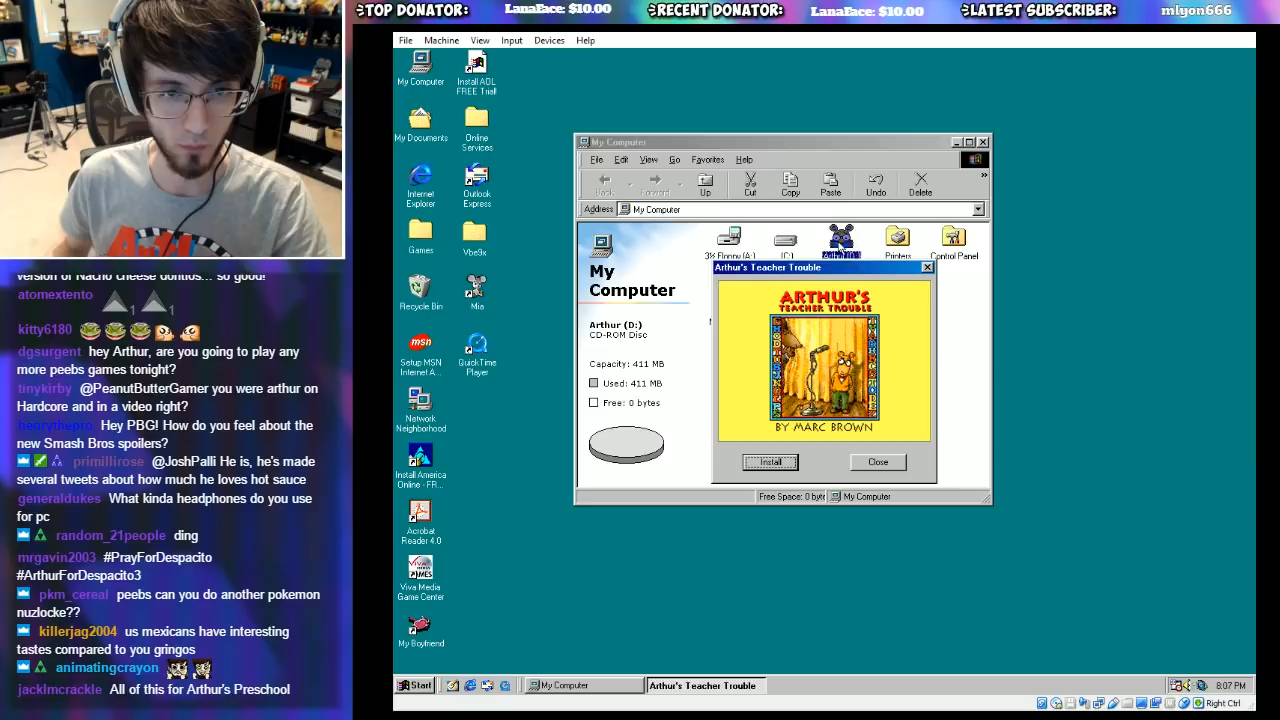 TOP DONATOR: LanaFace: $10.00 RECENT DONATOR: LanaFace: $10.00 LATEST SUBSCRIBER: mlyon666
File Machine View Input Devices Help
My Computer
Install AOL
FREE Trial!
My Documents
Online
Services
Internet
Explorer
Outlook
Express
Games
Vbe9x
Recycle Bin
Mia
Setup MSN
Internet A...
QuickTime
Player
Network
Neighborhood
Install America
Online - FR...
Acrobat
Reader 4.0
Viva Media
Game Center
My Boyfriend
My Computer
File Edit View Go Favorites Help
Back Forward Up Cut Copy Paste Undo Delete
Address My Computer
3½ Floppy (A:) (C:) Printers Control Panel
My
Computer
Arthur (D:)
CD-ROM Disc
Capacity: 411 MB
Used: 411 MB
Free: 0 bytes
Arthur's Teacher Trouble
ARTHUR'S
TEACHER TROUBLE
BY MARC BROWN
Install Close
My Computer
version of Nacho cheese doritos... so good!
atomextento
1 1
kitty6180
dgsurgent hey Arthur, are you going to play any
more peebs games tonight?
tinykirby @PeanutButterGamer you were arthur on
Hardcore and in a video right?
henrythepro Hey PBG! How do you feel about the
new Smash Bros spoilers?
primillirose @JoshPalli He is, he's made
several tweets about how much he loves hot sauce
generaldukes What kinda headphones do you use
for pc
random_21people ding
mrgavin2003 #PrayForDespacito
#ArthurForDespacito3
pkm_cereal peebs can you do another pokemon
nuzlocke??
killerjag2004 us mexicans have interesting
tastes compared to you gringos
animatingcrayon
jacklmcrackle All of this for Arthur's Preschool
Start My Computer Arthur's Teacher Trouble 8:07 PM
Right Ctrl